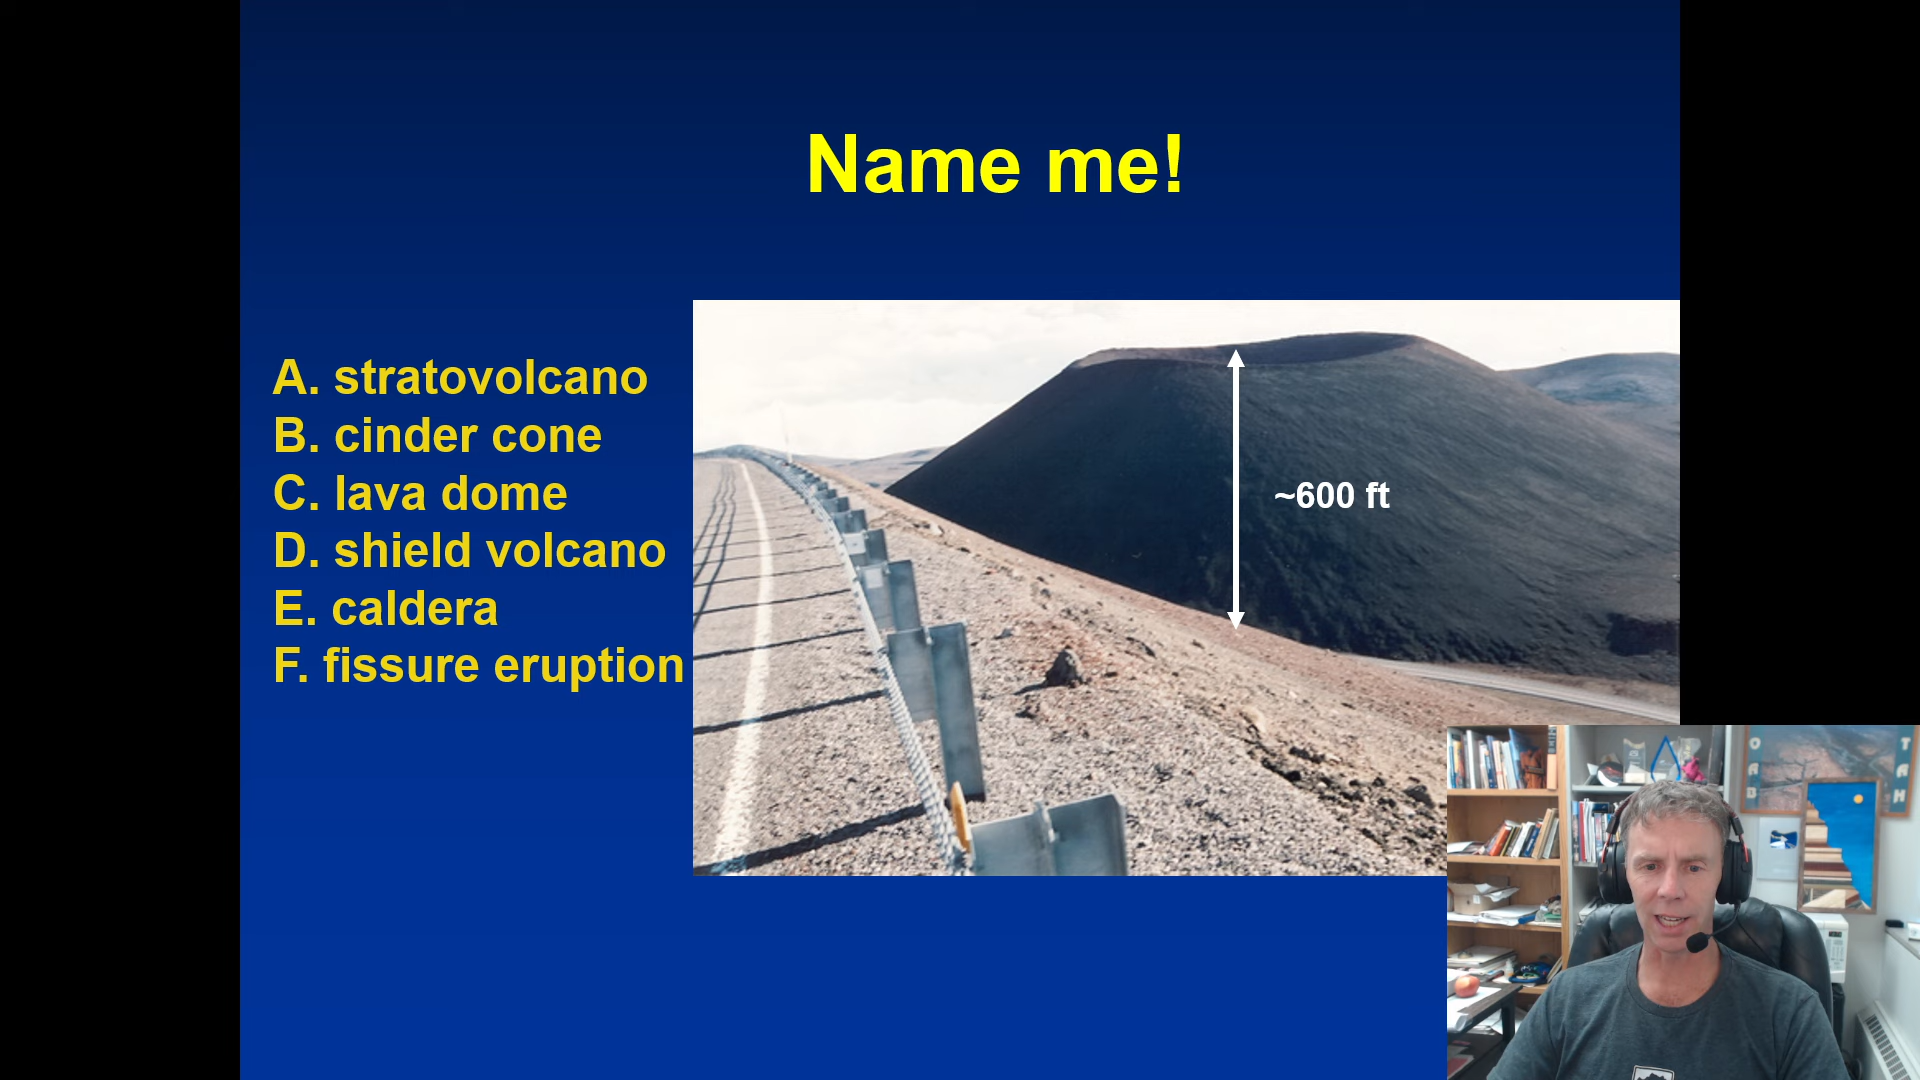 Name me!
A. stratovolcano
B. cinder cone
C. lava dome
D. shield volcano
E. caldera
F. fissure eruption
~600 ft